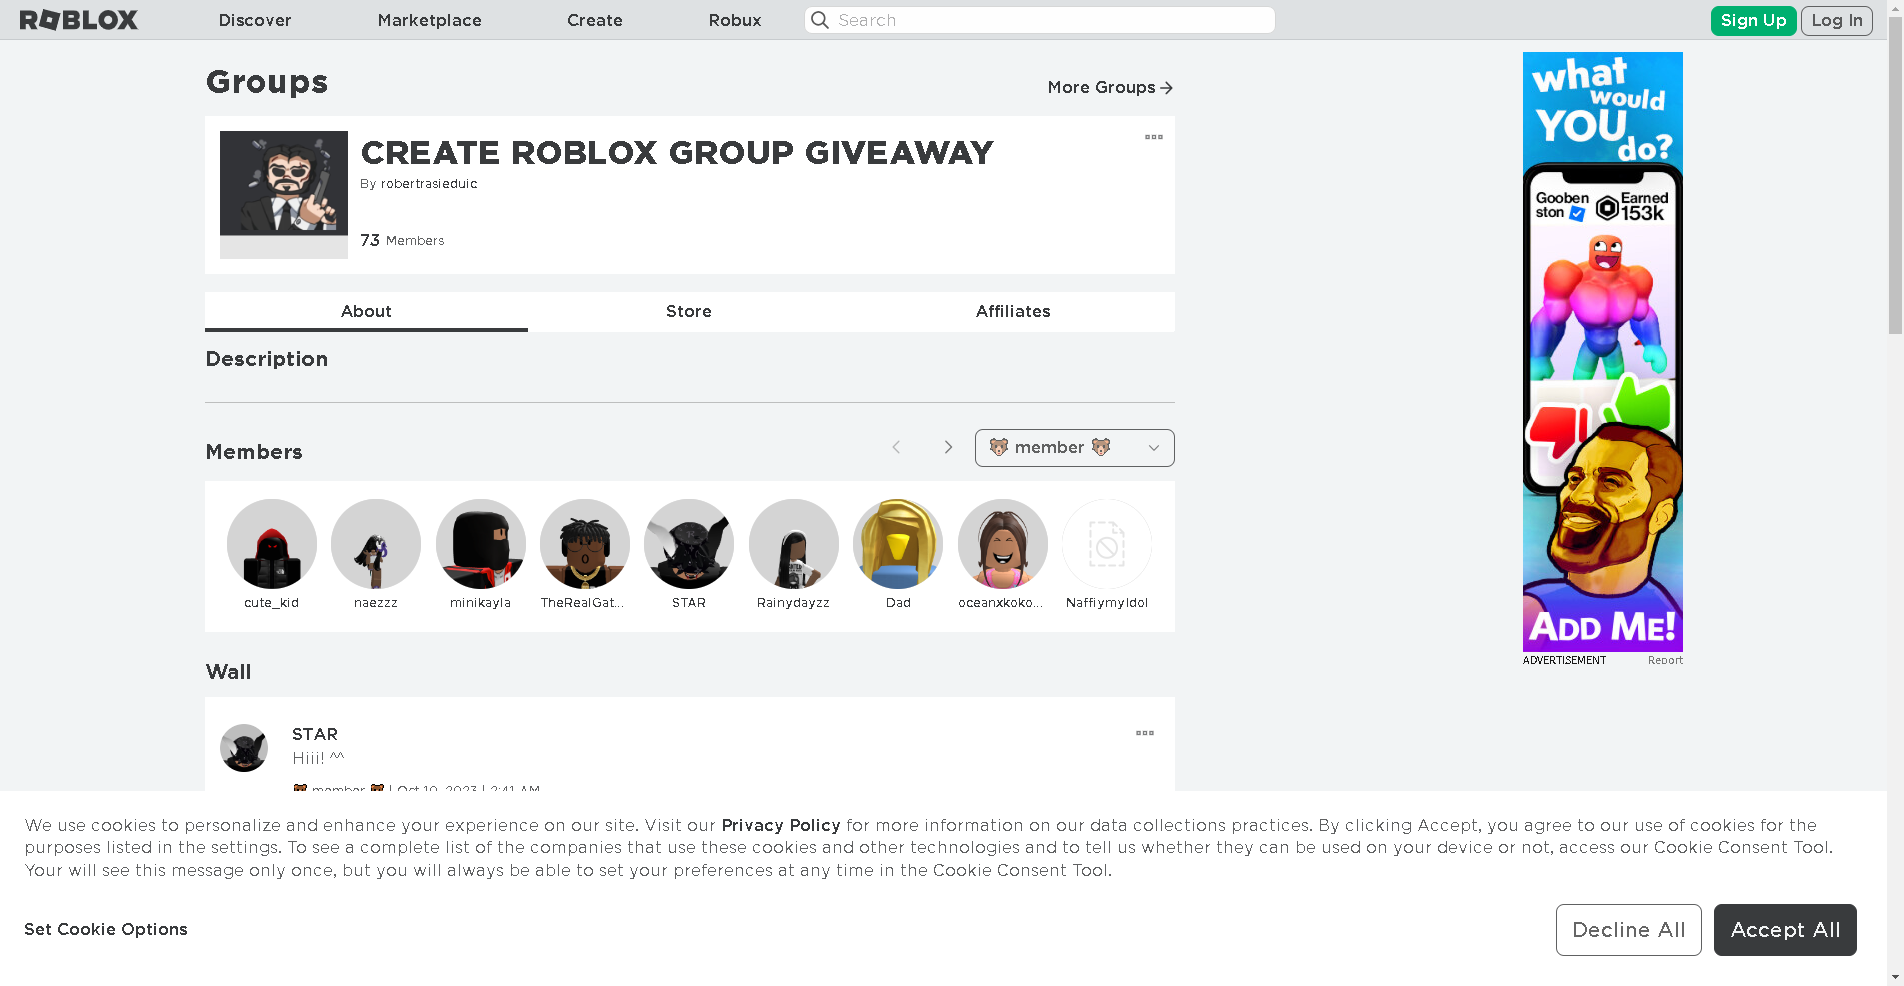 ROBLOX Discover Marketplace Create Robux Search Sign Up Log In
Groups
More Groups
CREATE ROBLOX GROUP GIVEAWAY
By robertrasieduic
73 Members
About Store Affiliates
Description
Members
🐻 member 🐻
cute_kid naezzz minikayla TheRealGat... STAR Rainydayzz Dad oceanxkoko... NaffiymyIdol
Wall
STAR
Hiii! ^^
🐻 member 🐻 | Oct 10, 2023 | 2:41 AM
what
would
YOU
do?
Gooben
ston
Earned
153k
ADD ME!
ADVERTISEMENT Report
We use cookies to personalize and enhance your experience on our site. Visit our Privacy Policy for more information on our data collections practices. By clicking Accept, you agree to our use of cookies for the
purposes listed in the settings. To see a complete list of the companies that use these cookies and other technologies and to tell us whether they can be used on your device or not, access our Cookie Consent Tool.
Your will see this message only once, but you will always be able to set your preferences at any time in the Cookie Consent Tool.
Set Cookie Options
Decline All
Accept All